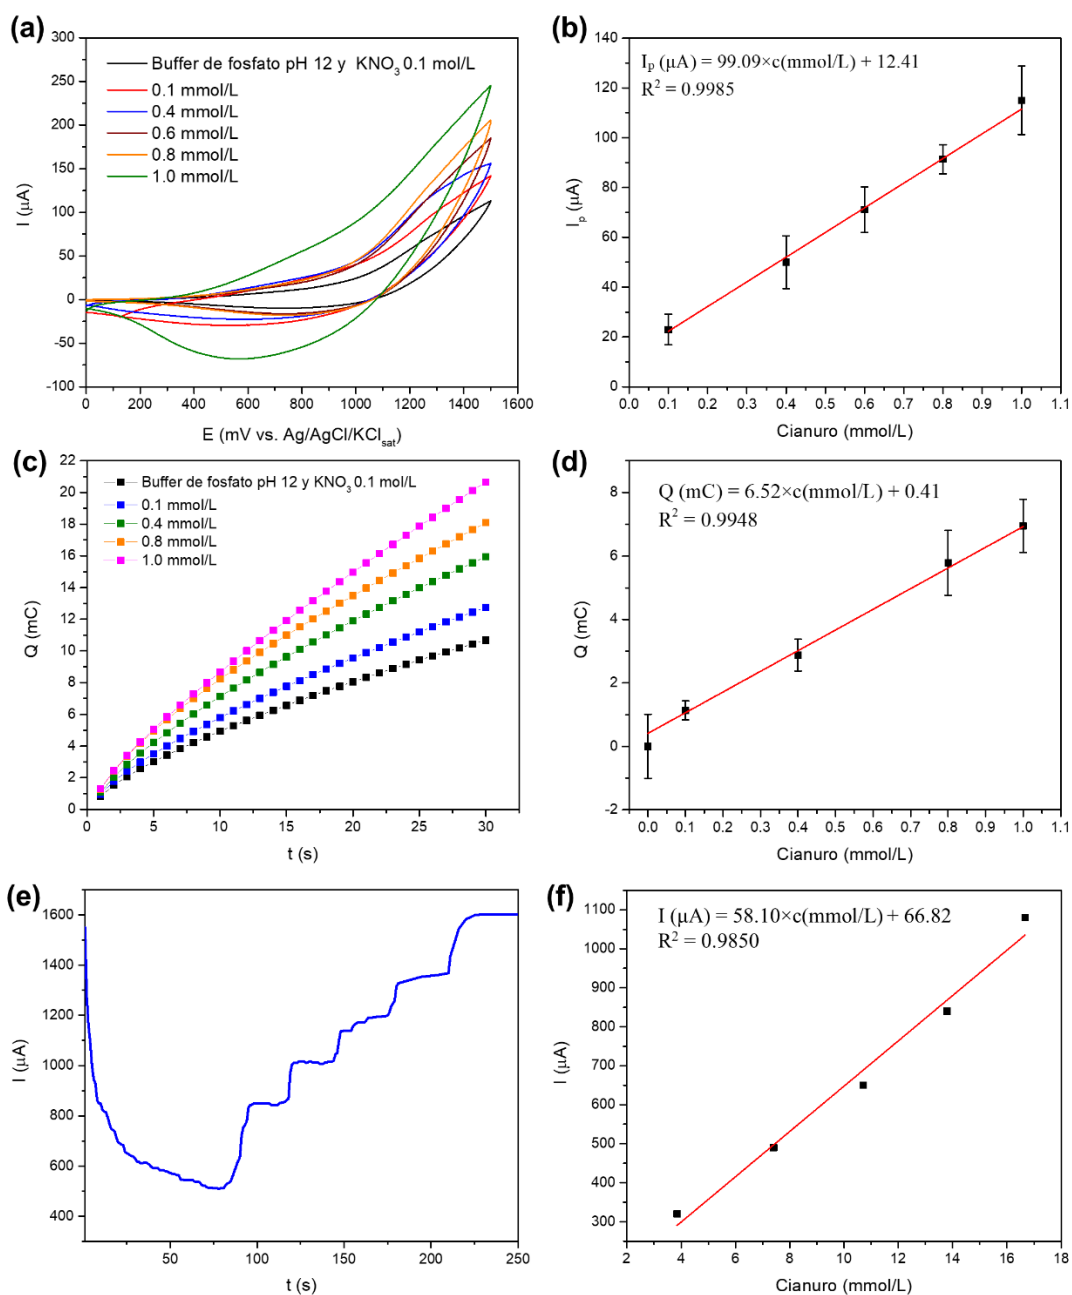 (a)
300
250
200
150
100
50
0
-50
-100
I (µA)
Buffer de fosfato pH 12 y KNO3 0.1 mol/L
0.1 mmol/L
0.4 mmol/L
0.6 mmol/L
0.8 mmol/L
1.0 mmol/L
0 200 400 600 800 1000 1200 1400 1600
E (mV vs. Ag/AgCl/KClsat)
(b)
140
120
100
80
60
40
20
0
Ip (µA)
Ip (µA) = 99.09×c(mmol/L) + 12.41
R2 = 0.9985
0.0 0.1 0.2 0.3 0.4 0.5 0.6 0.7 0.8 0.9 1.0 1.1
Cianuro (mmol/L)
(c)
22
20
18
16
14
12
10
8
6
4
2
0
Q (mC)
Buffer de fosfato pH 12 y KNO3 0.1 mol/L
0.1 mmol/L
0.4 mmol/L
0.8 mmol/L
1.0 mmol/L
0 5 10 15 20 25 30
t (s)
(d)
8
6
4
2
0
-2
Q (mC)
Q (mC) = 6.52×c(mmol/L) + 0.41
R2 = 0.9948
0.0 0.1 0.2 0.3 0.4 0.5 0.6 0.7 0.8 0.9 1.0 1.1
Cianuro (mmol/L)
(e)
1600
1400
1200
1000
800
600
400
I (µA)
50 100 150 200 250
t (s)
(f)
1100
1000
900
800
700
600
500
400
300
I (µA)
I (µA) = 58.10×c(mmol/L) + 66.82
R2 = 0.9850
2 4 6 8 10 12 14 16 18
Cianuro (mmol/L)